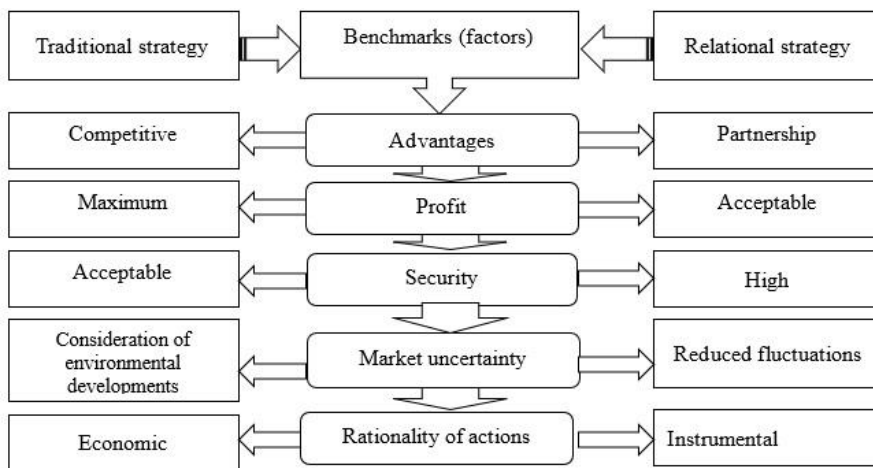 Traditional strategy
Benchmarks (factors)
Relational strategy
Competitive
Advantages
Partnership
Maximum
Profit
Acceptable
Acceptable
Security
High
Consideration of
environmental
developments
Market uncertainty
Reduced fluctuations
Economic
Rationality of actions
Instrumental